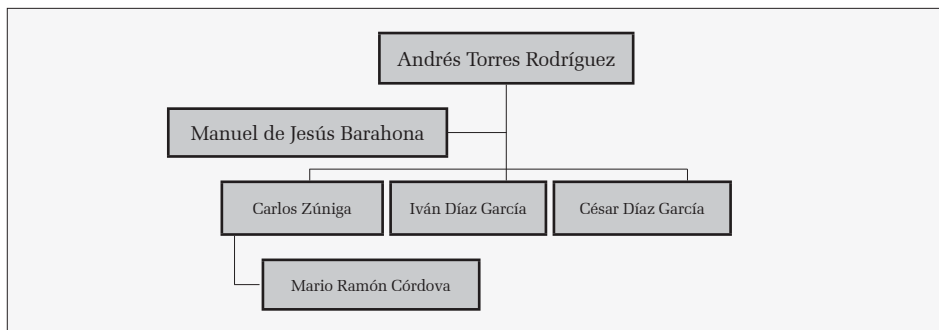 Andrés Torres Rodríguez
Manuel de Jesús Barahona
Carlos Zúniga
Iván Díaz García
César Díaz García
Mario Ramón Córdova